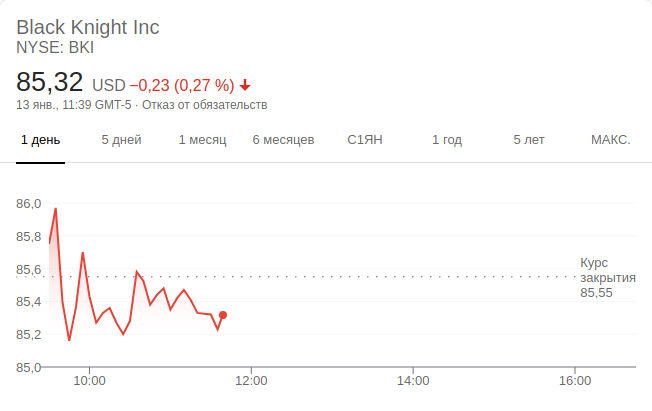 Black Knight Inc
NYSE: BKI
85,32 USD −0,23 (0,27 %)
13 янв., 11:39 GMT-5 · Отказ от обязательств
1 день 5 дней 1 месяц 6 месяцев С1ЯН 1 год 5 лет МАКС.
86,0
85,8
85,6
85,4
85,2
85,0
Курс
закрытия
85,55
10:00 12:00 14:00 16:00